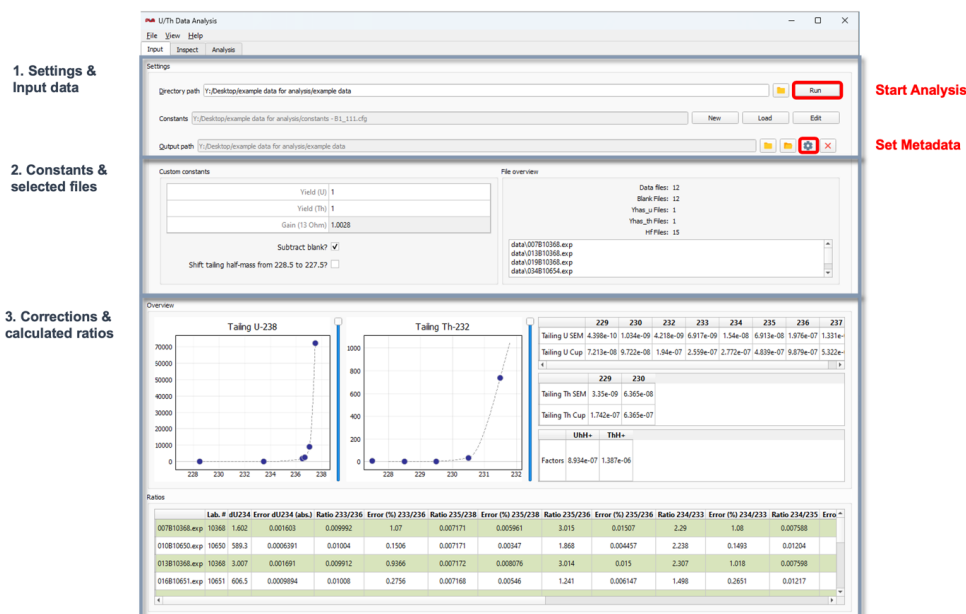 U/Th Data Analysis
File View Help
Input Inspect Analysis
1. Settings &
Input data
Settings
Directory path Y:/Desktop/example data for analysis/example data
Run
Start Analysis
Constants Y:/Desktop/example data for analysis/constants - B1_111.cfg
New Load Edit
Output path Y:/Desktop/example data for analysis/example data
Set Metadata
2. Constants &
selected files
Custom constants
Yield (U) 1
Yield (Th) 1
Gain (13 Ohm) 1.0028
Subtract blank?
Shift tailing half-mass from 228.5 to 227.5?
File overview
Data files: 12
Blank Files: 12
Yhas_u Files: 1
Yhas_th Files: 1
Hf Files: 15
data\007B10368.exp
data\013B10368.exp
data\019B10368.exp
data\034B10654.exp
3. Corrections &
calculated ratios
Overview
Tailing U-238
70000
60000
50000
40000
30000
20000
10000
0
228 230 232 234 236 238
Tailing Th-232
1000
800
600
400
200
0
228 229 230 231 232
229 230 232 233 234 235 236 237
Tailing U SEM 4.398e-10 1.034e-09 4.218e-09 6.917e-09 1.54e-08 6.913e-08 1.976e-07 1.331e-
Tailing U Cup 7.213e-08 9.722e-08 1.94e-07 2.559e-07 2.772e-07 4.839e-07 9.879e-07 5.322e-
229 230
Tailing Th SEM 3.35e-09 6.365e-08
Tailing Th Cup 1.742e-07 6.365e-07
UhH+ ThH+
Factors 8.934e-07 1.387e-06
Ratios
Lab. # dU234 Error dU234 (abs.) Ratio 233/236 Error (%) 233/236 Ratio 235/238 Error (%) 235/238 Ratio 235/236 Error (%) 235/236 Ratio 234/233 Error (%) 234/233 Ratio 234/235 Erro
007B10368.exp 10368 1.602 0.001603 0.009992 1.07 0.007171 0.005961 3.015 0.01507 2.29 1.08 0.007588
010B10650.exp 10650 589.3 0.0006391 0.01004 0.1506 0.007171 0.00347 1.868 0.004457 2.238 0.1493 0.01204
013B10368.exp 10368 3.007 0.001691 0.009912 0.9366 0.007172 0.008076 3.014 0.015 2.307 1.018 0.007598
016B10651.exp 10651 606.5 0.0009894 0.01008 0.2756 0.007168 0.00546 1.241 0.006147 1.498 0.2651 0.01217